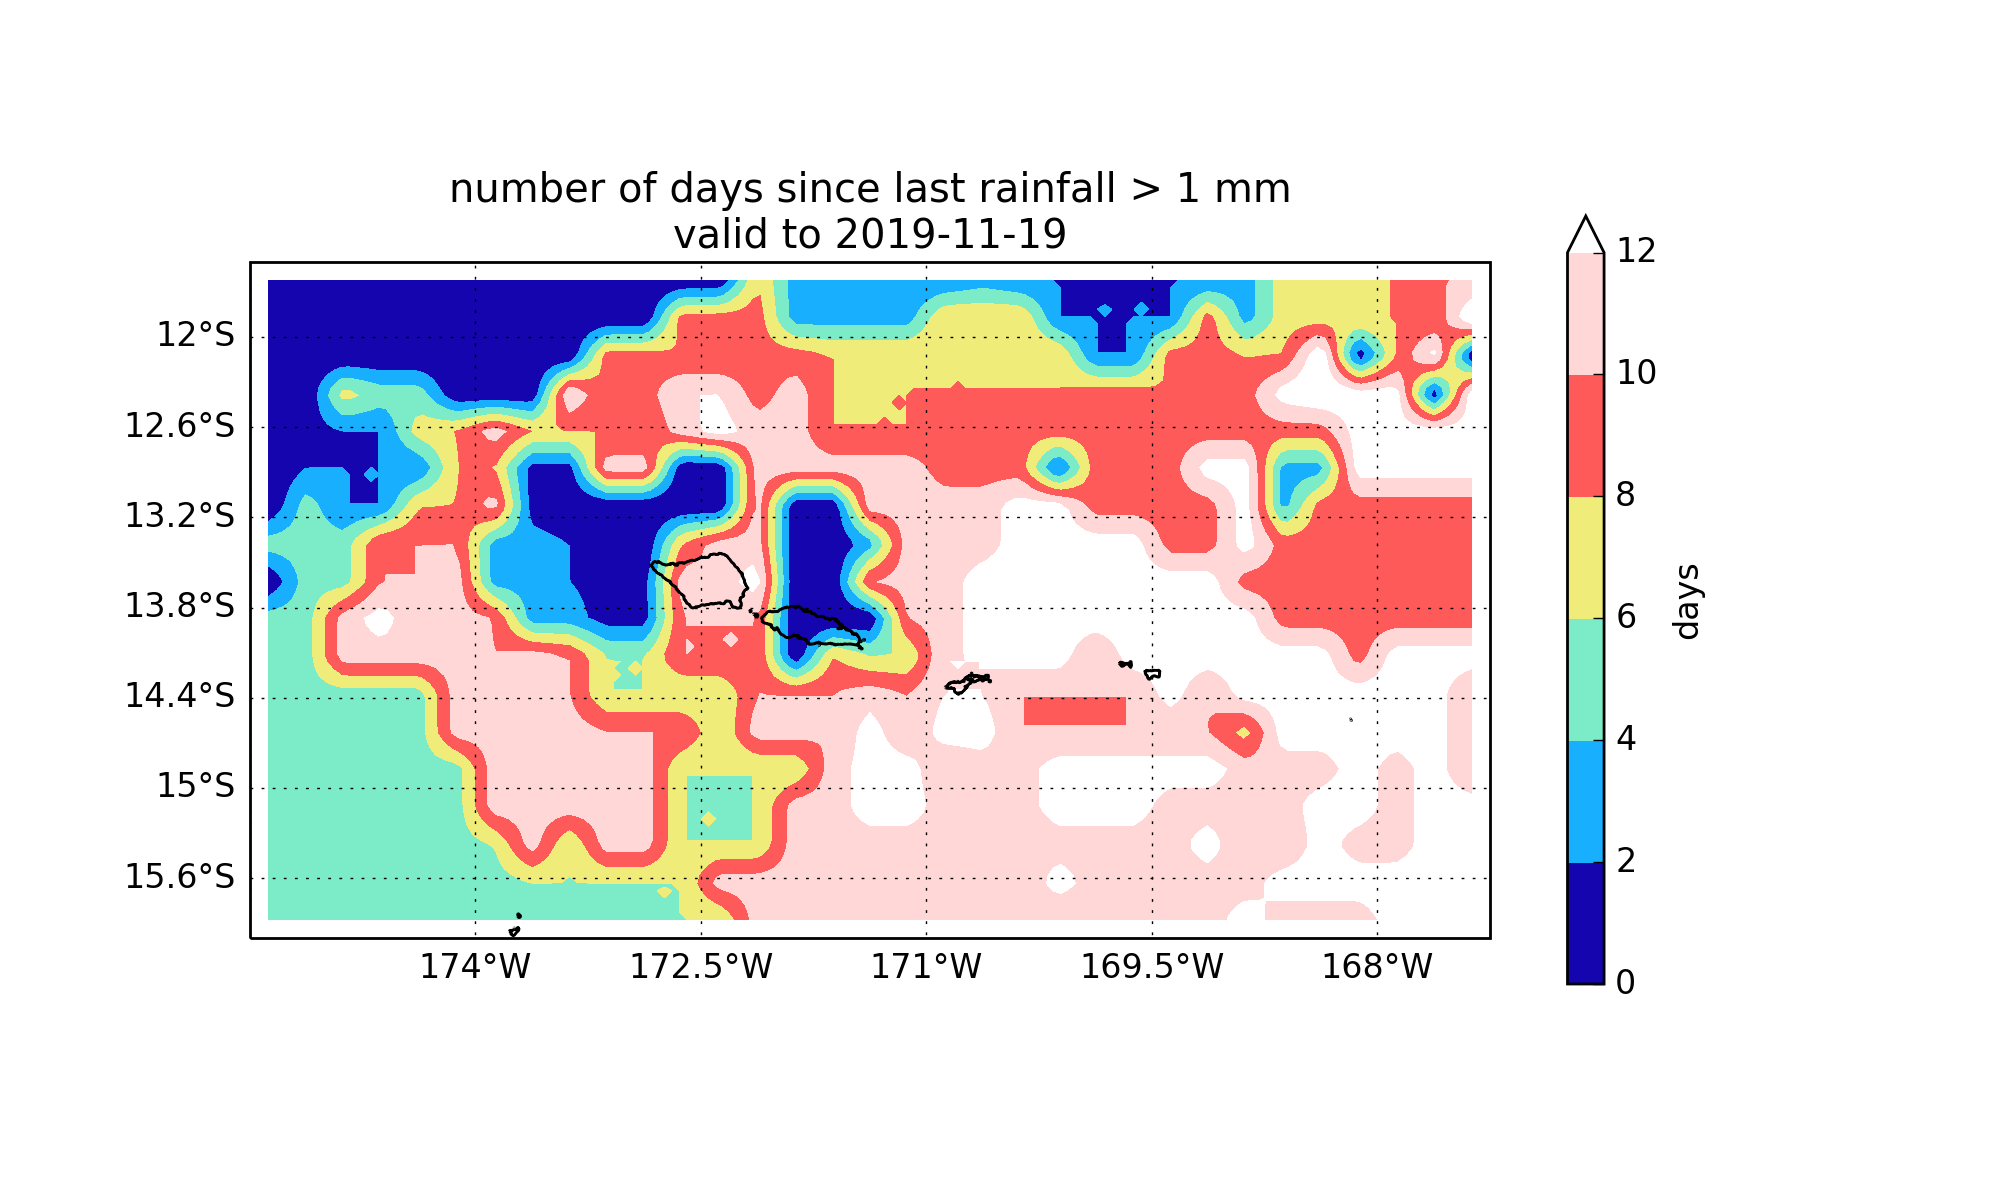 number of days since last rainfall > 1 mm
valid to 2019-11-19
12°S
12.6°S
13.2°S
13.8°S
14.4°S
15°S
15.6°S
174°W
172.5°W
171°W
169.5°W
168°W
12
10
8
6
4
2
0
days